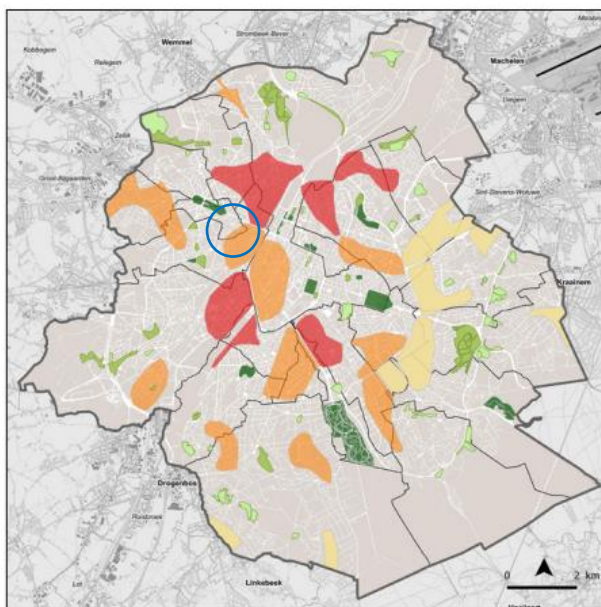 Strombeek-Bever
Wemmel
Kobbegem
Relegem
Machelen
Diegem
Zellik
Groot-Bijgaarden
Sint-Stevens-Woluwe
Kraainem
Drogenbos
Ruisbroek
Lot
Linkebeek
0 2 km